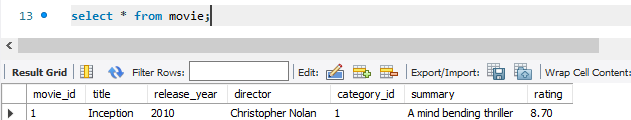 13 select * from movie;
Result Grid Filter Rows: Edit: Export/Import: Wrap Cell Content:
movie_id title release_year director category_id summary rating
1 Inception 2010 Christopher Nolan 1 A mind bending thriller 8.70